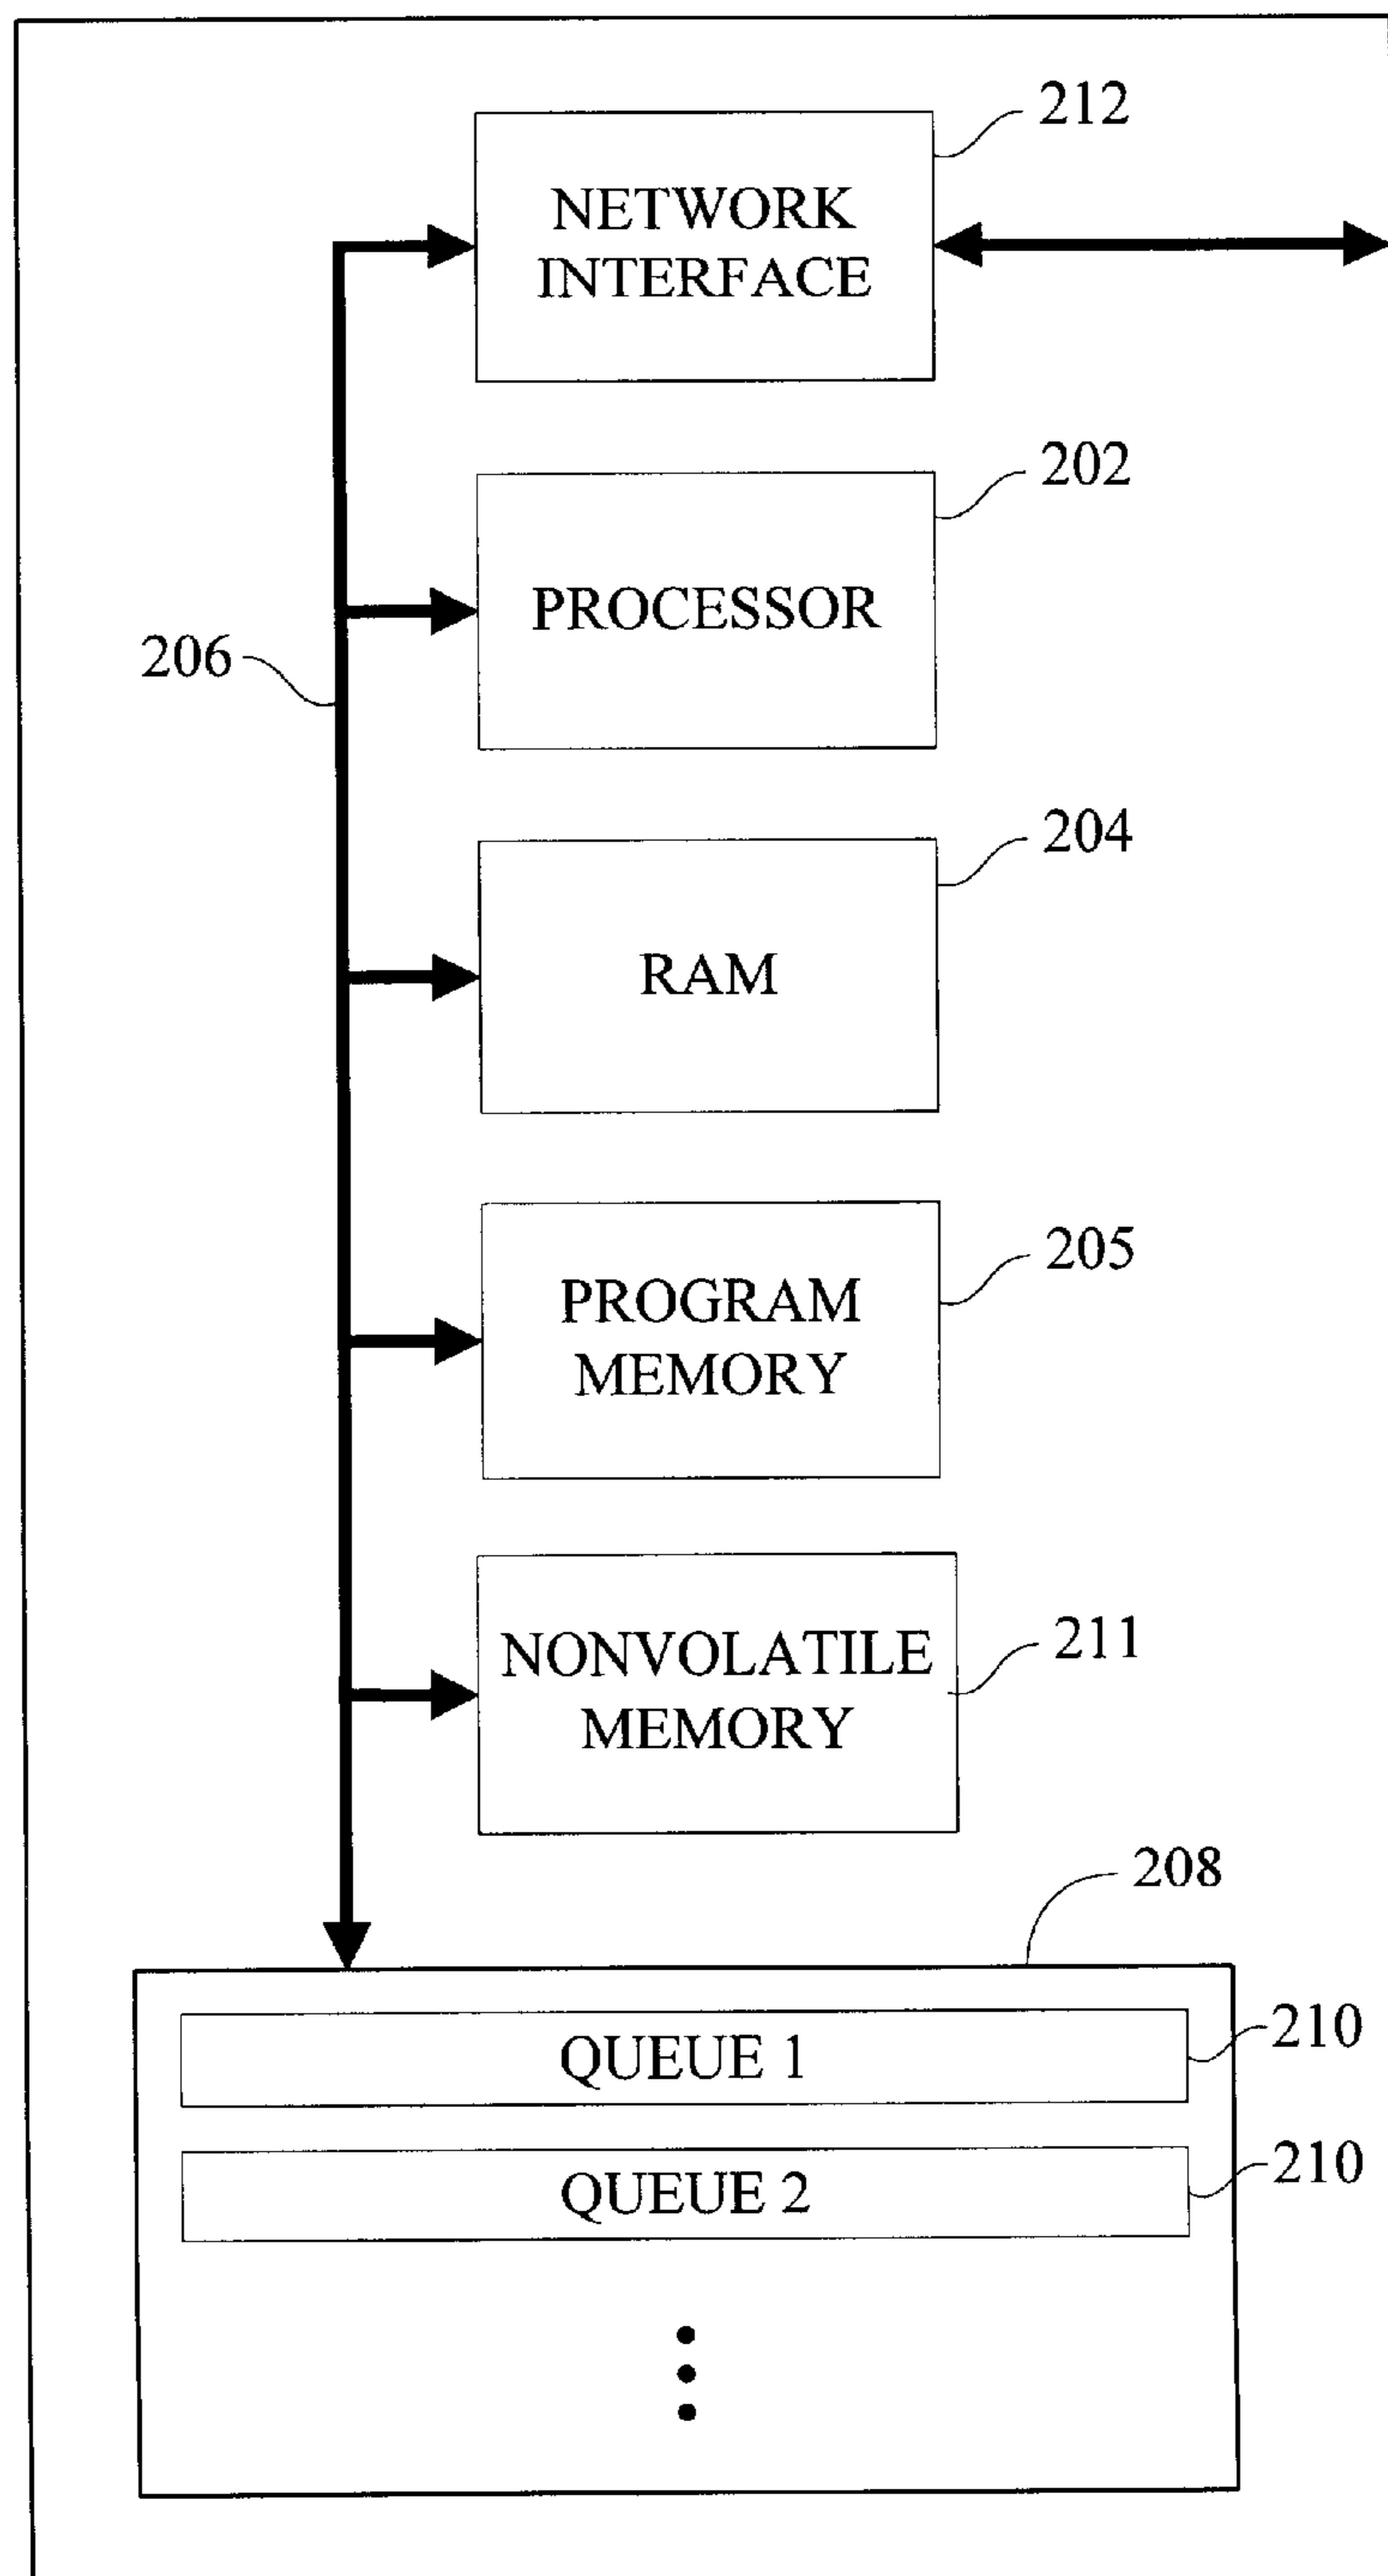 212
NETWORK
INTERFACE
202
PROCESSOR
206
204
RAM
205
PROGRAM
MEMORY
211
NONVOLATILE
MEMORY
208
210
QUEUE 1
210
QUEUE 2